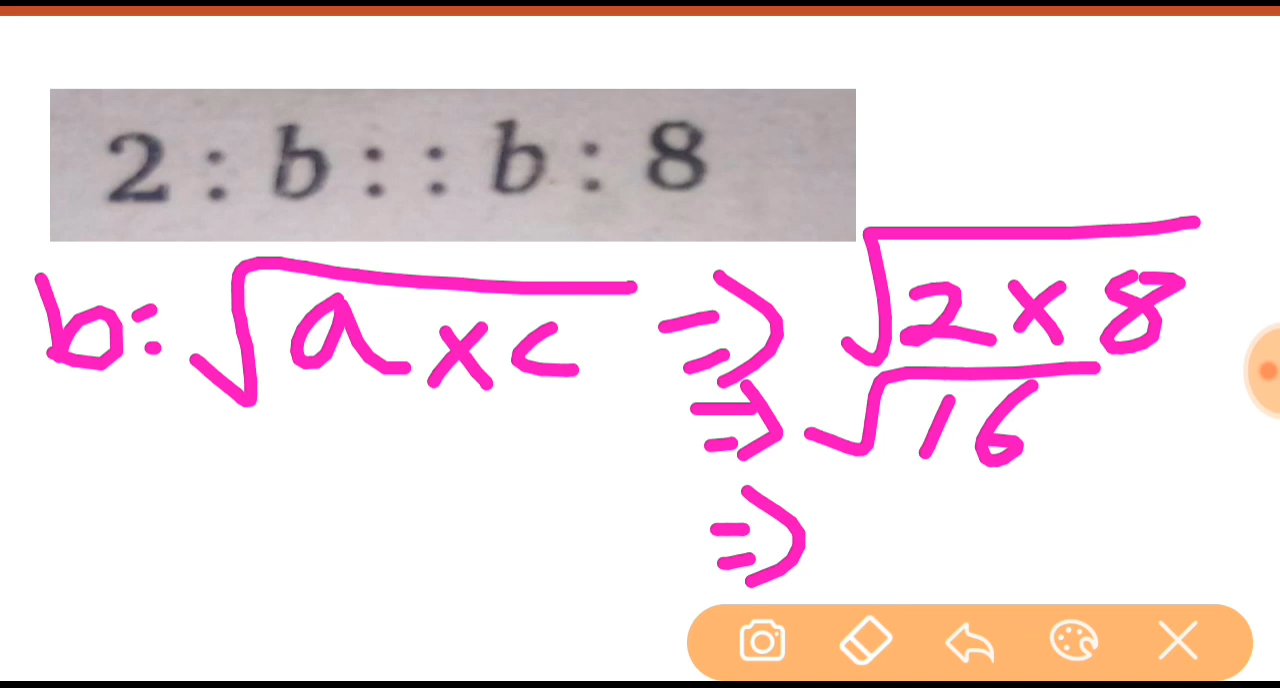 2 : b : : b : 8
b: √a×c ⇒ √2×8
⇒ √16
⇒